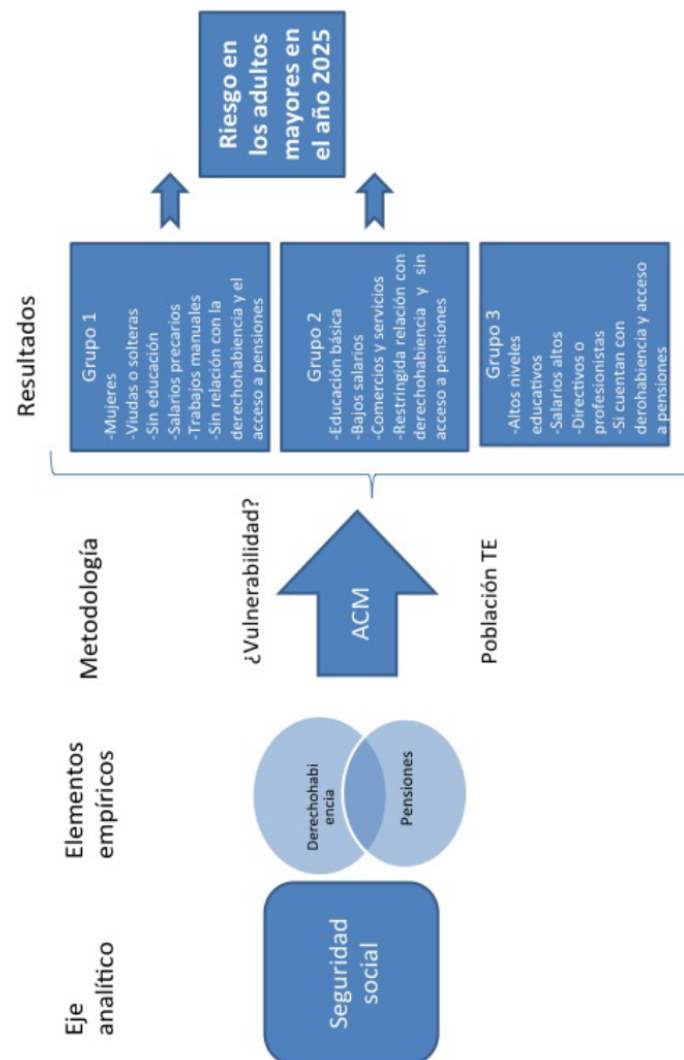 Eje
analítico
Elementos
empíricos
Metodología
Resultados
Seguridad
social
Derechohabi
encia
Pensiones
¿Vulnerabilidad?
ACM
Población TE
Grupo 1
-Mujeres
-Viudas o solteras
-Sin educación
-Salarios precarios
-Trabajos manuales
-Sin relación con la
derechohabiencia y el
acceso a pensiones
Grupo 2
-Educación básica
-Bajos salarios
-Comercios y servicios
-Restringida relación con
derechohabiencia y sin
acceso a pensiones
Grupo 3
-Altos niveles
educativos
-Salarios altos
-Directivos o
profesionistas
-Si cuentan con
derohabiencia y acceso
a pensiones
Riesgo en
los adultos
mayores en
el año 2025